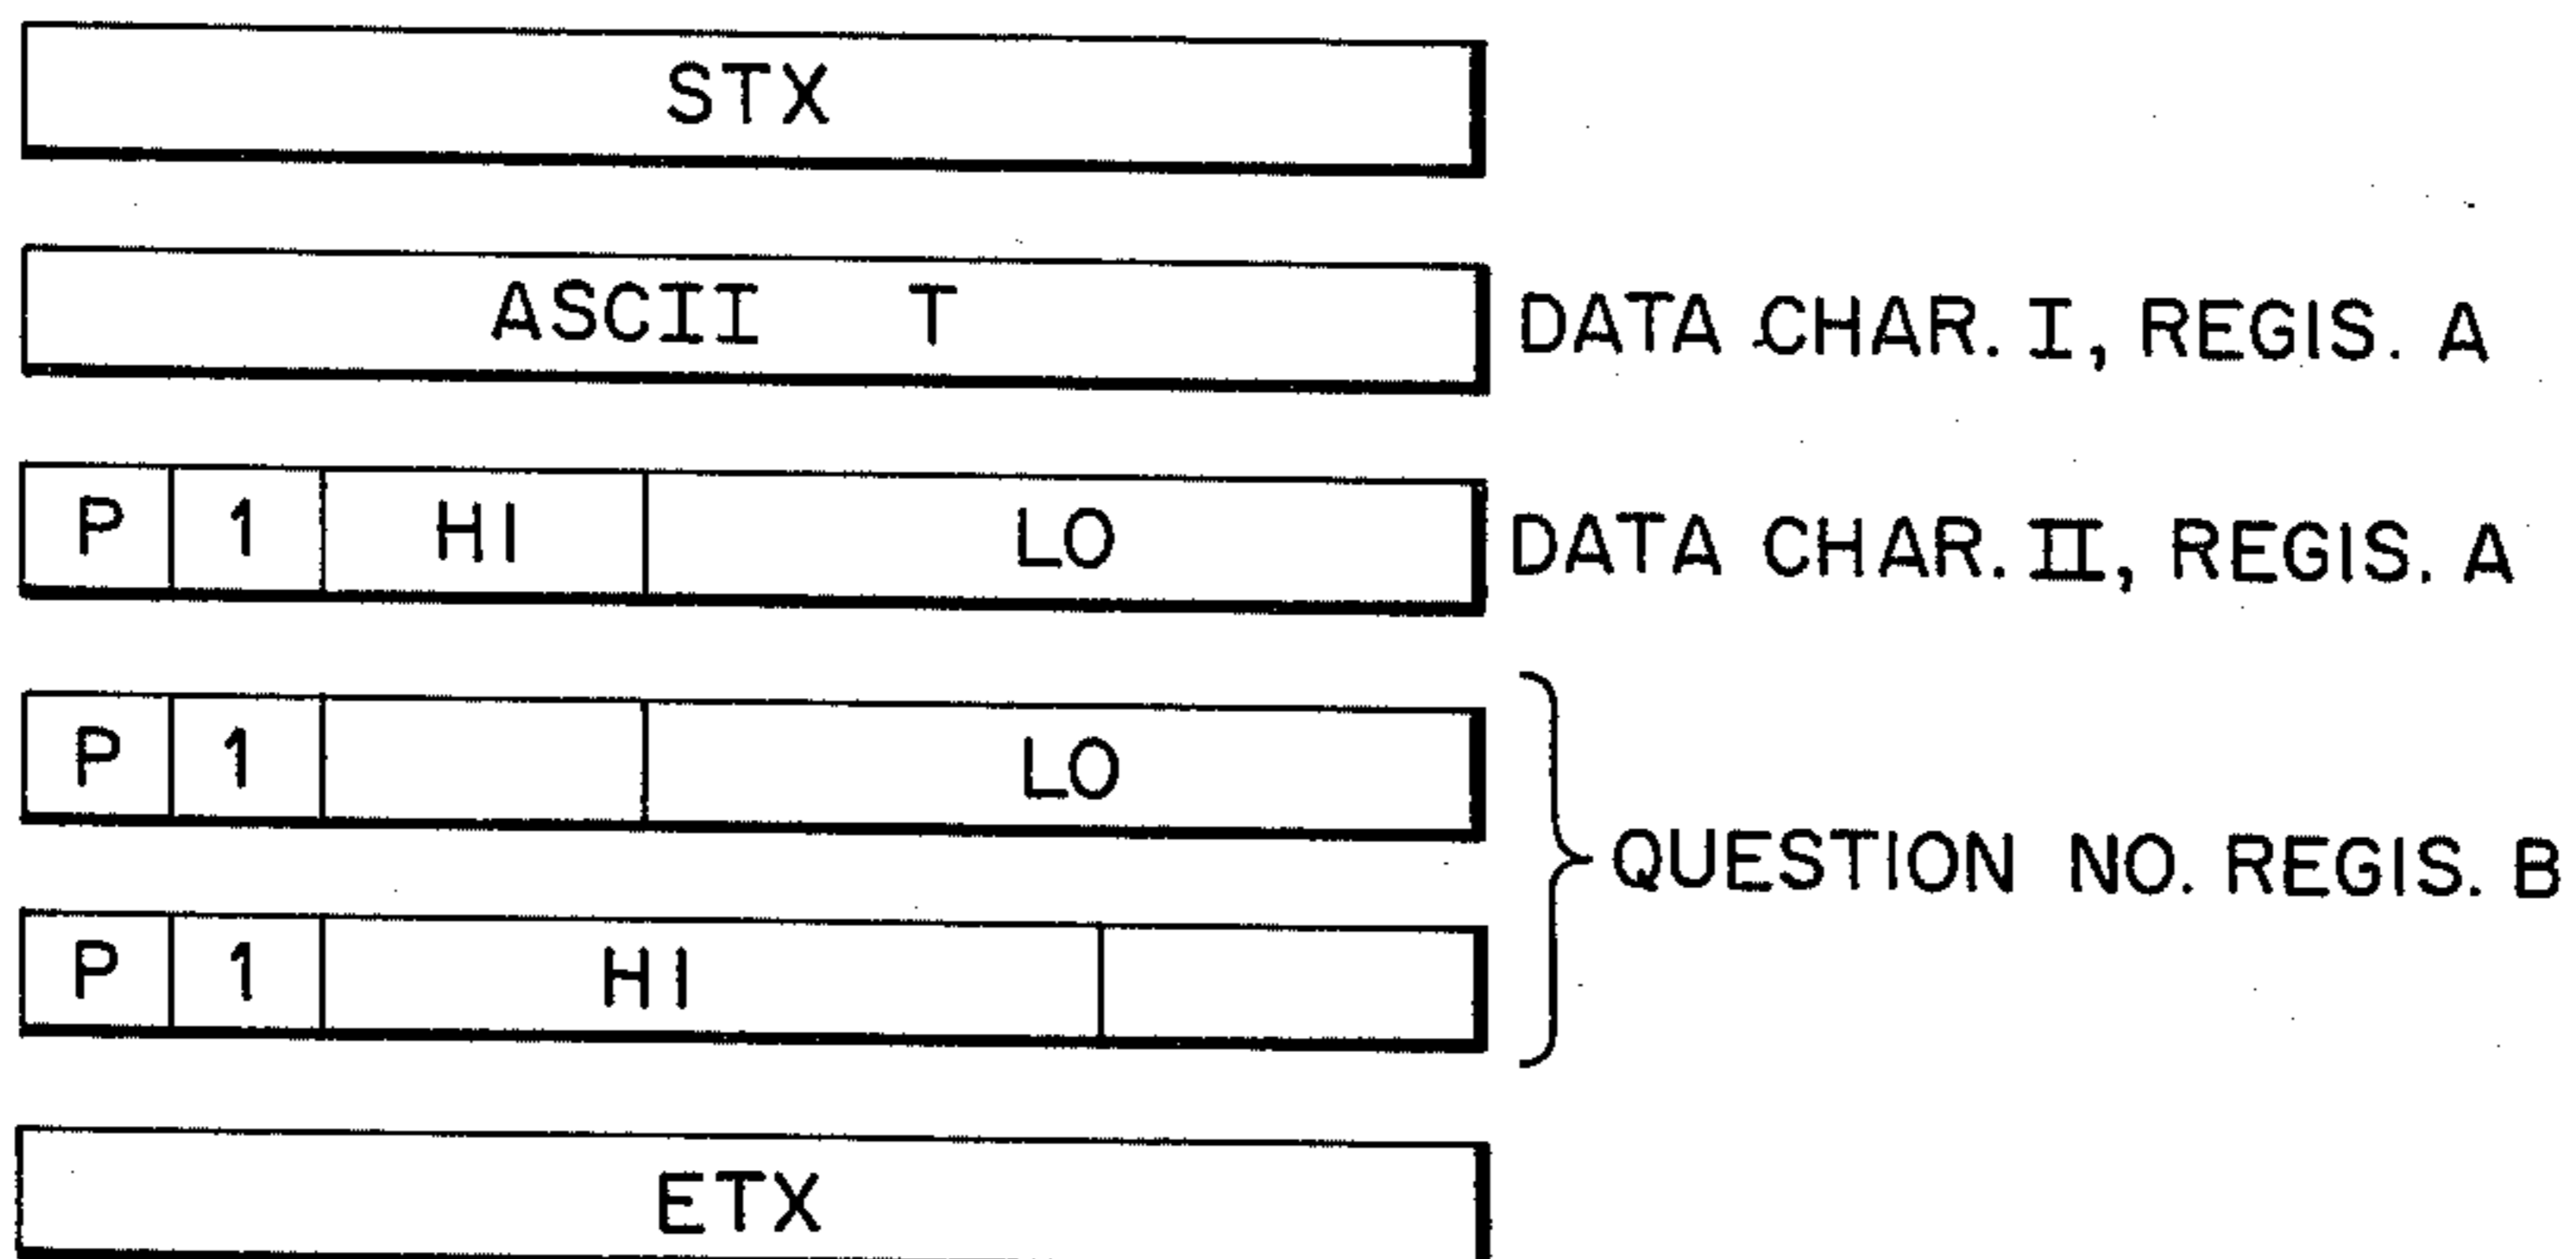 STX
ASCII T DATA CHAR. I, REGIS. A
P 1 HI LO DATA CHAR. II, REGIS. A
P 1 LO
QUESTION NO. REGIS. B
P 1 HI
ETX